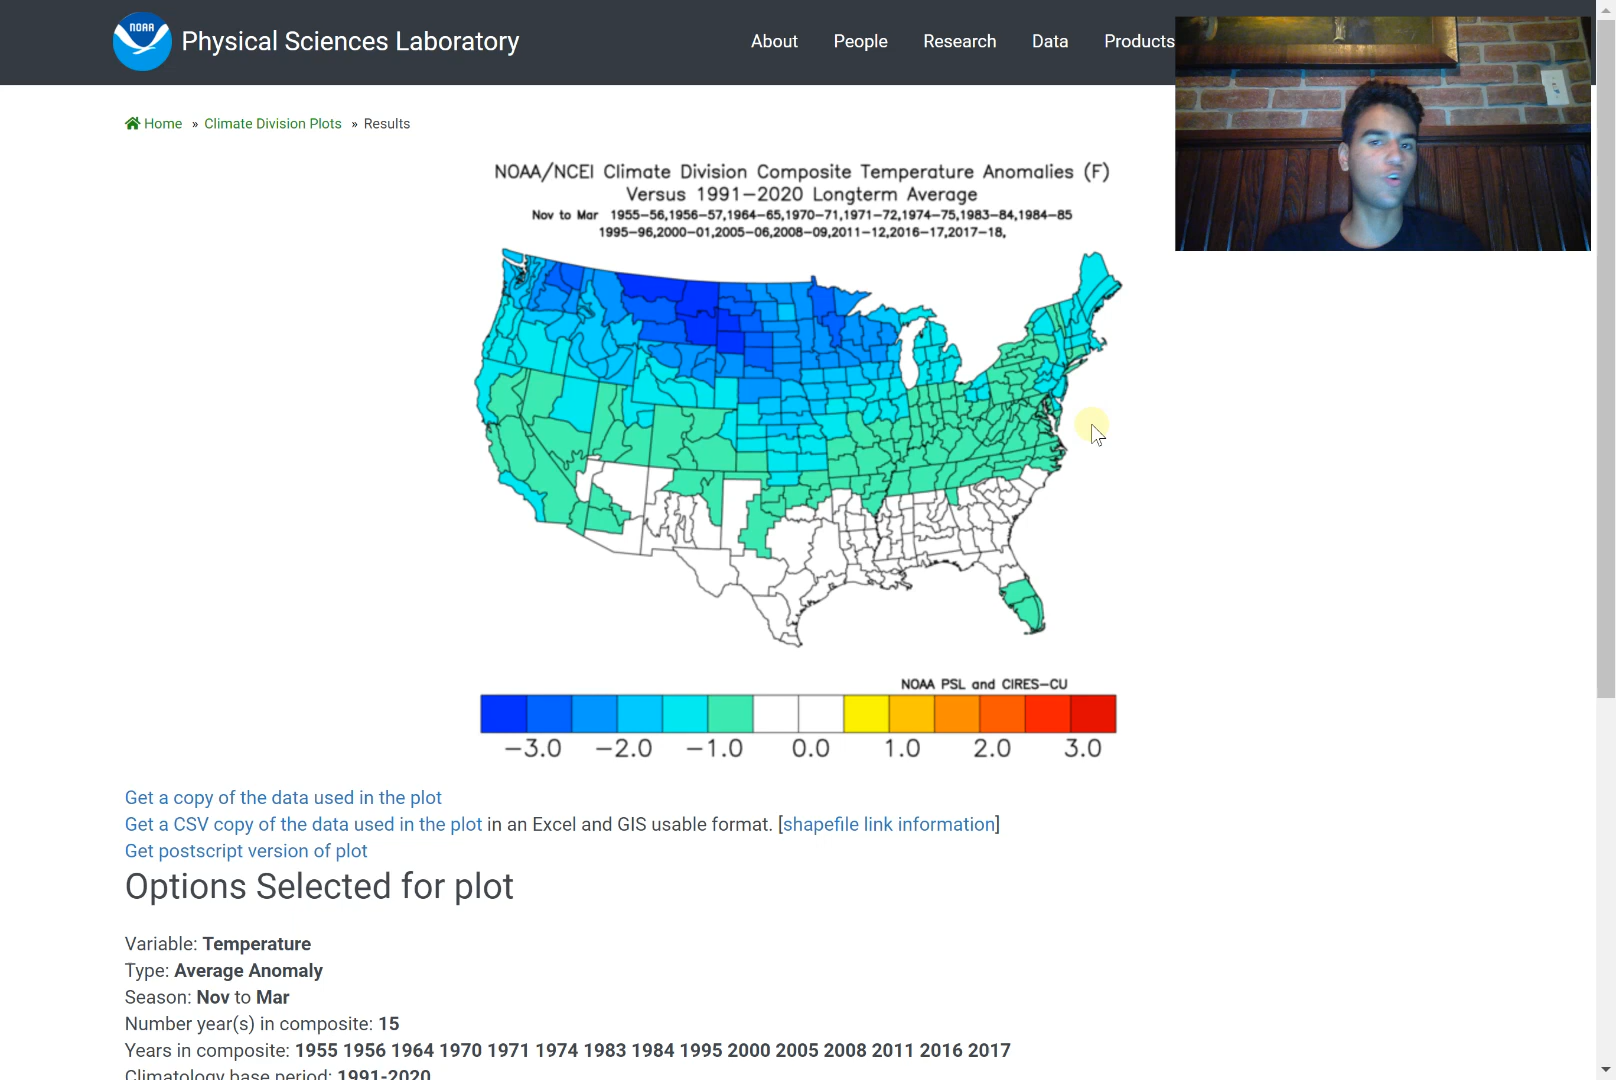 NOAA
Physical Sciences Laboratory
About People Research Data Products
Home » Climate Division Plots » Results
NOAA/NCEI Climate Division Composite Temperature Anomalies (F)
Versus 1991–2020 Longterm Average
Nov to Mar 1955–56,1956–57,1964–65,1970–71,1971–72,1974–75,1983–84,1984–85
1995–96,2000–01,2005–06,2008–09,2011–12,2016–17,2017–18,
NOAA PSL and CIRES–CU
−3.0 −2.0 −1.0 0.0 1.0 2.0 3.0
Get a copy of the data used in the plot
Get a CSV copy of the data used in the plot in an Excel and GIS usable format. [shapefile link information]
Get postscript version of plot
Options Selected for plot
Variable: Temperature
Type: Average Anomaly
Season: Nov to Mar
Number year(s) in composite: 15
Years in composite: 1955 1956 1964 1970 1971 1974 1983 1984 1995 2000 2005 2008 2011 2016 2017
Climatology base period: 1991-2020